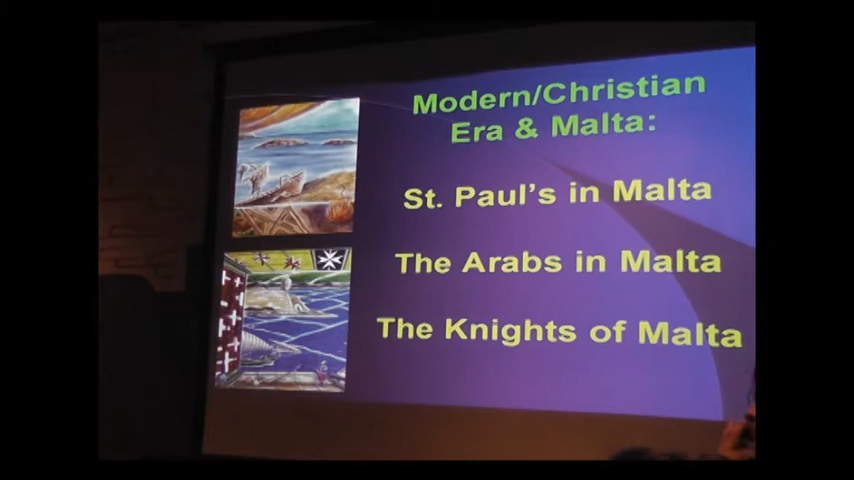 Modern/Christian
Era & Malta:
St. Paul's in Malta
The Arabs in Malta
The Knights of Malta